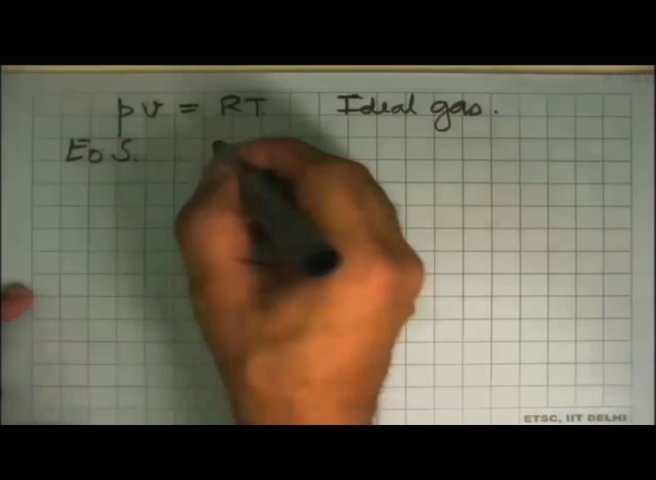 pv = RT Ideal gas.
EoS.
ETSC, IIT DELHI